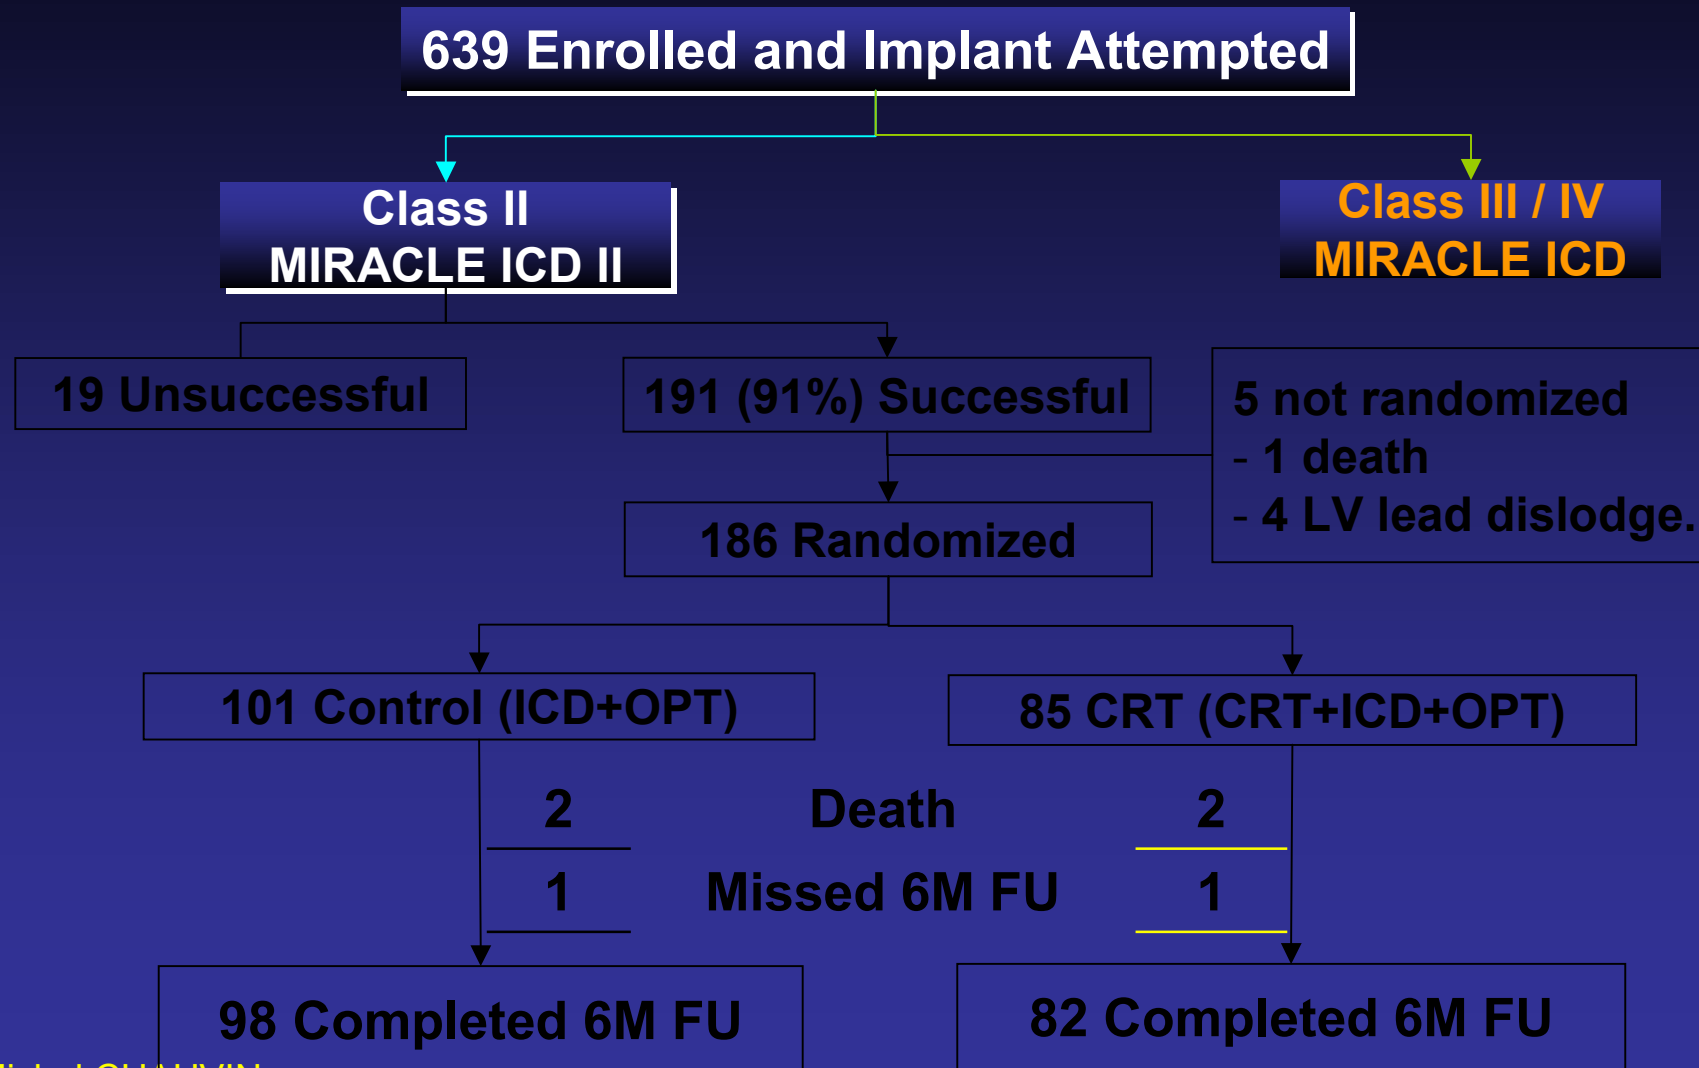 639 Enrolled and Implant Attempted
Class II
MIRACLE ICD II
Class III / IV
MIRACLE ICD
19 Unsuccessful
191 (91%) Successful
5 not randomized
- 1 death
- 4 LV lead dislodge.
186 Randomized
101 Control (ICD+OPT)
85 CRT (CRT+ICD+OPT)
2 Death 2
1 Missed 6M FU 1
98 Completed 6M FU
82 Completed 6M FU